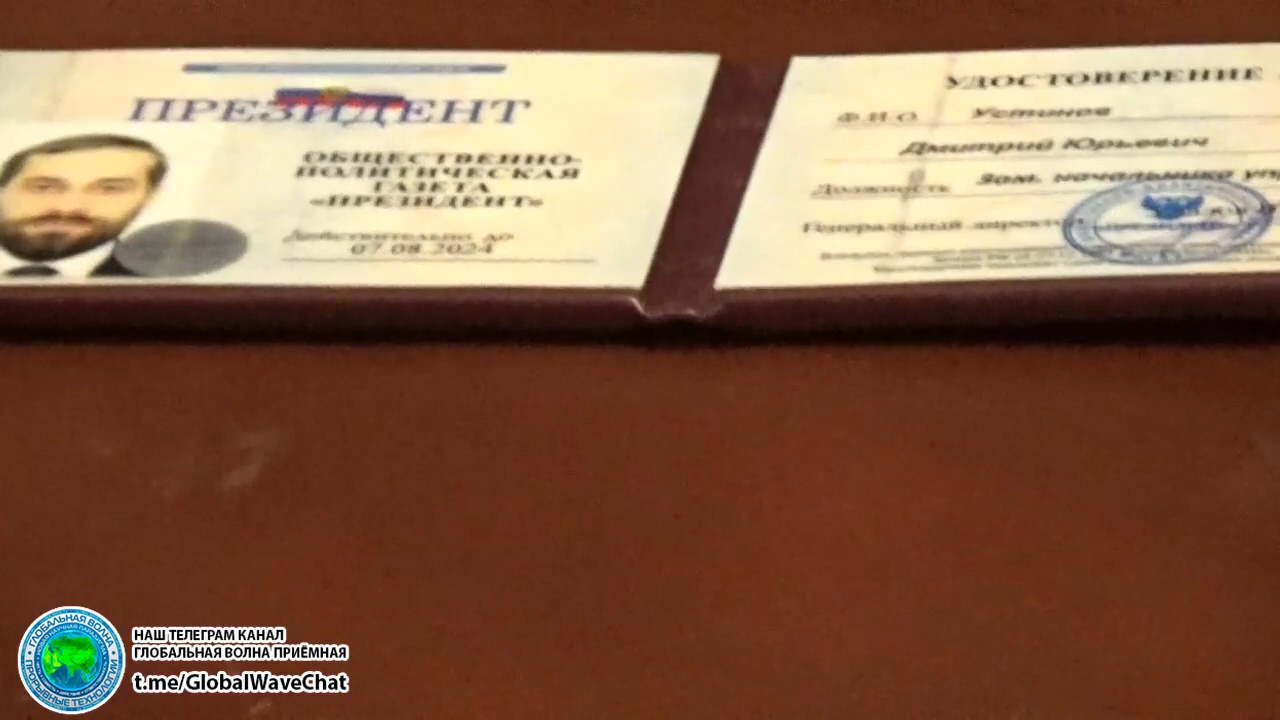 ПРЕЗИДЕНТ
ОБЩЕСТВЕННО-
ПОЛИТИЧЕСКАЯ
ГАЗЕТА
«ПРЕЗИДЕНТ»
Действительно до
07.08.2024
УДОСТОВЕРЕНИЕ
Ф.И.О. Устинов
Дмитрий Юрьевич
Должность Зам. начальника
Генеральный директор
ГЛОБАЛЬНАЯ ВОЛНА
ПРОРЫВНЫЕ ТЕХНОЛОГИИ
НАШ ТЕЛЕГРАМ КАНАЛ
ГЛОБАЛЬНАЯ ВОЛНА ПРИЁМНАЯ
t.me/GlobalWaveChat